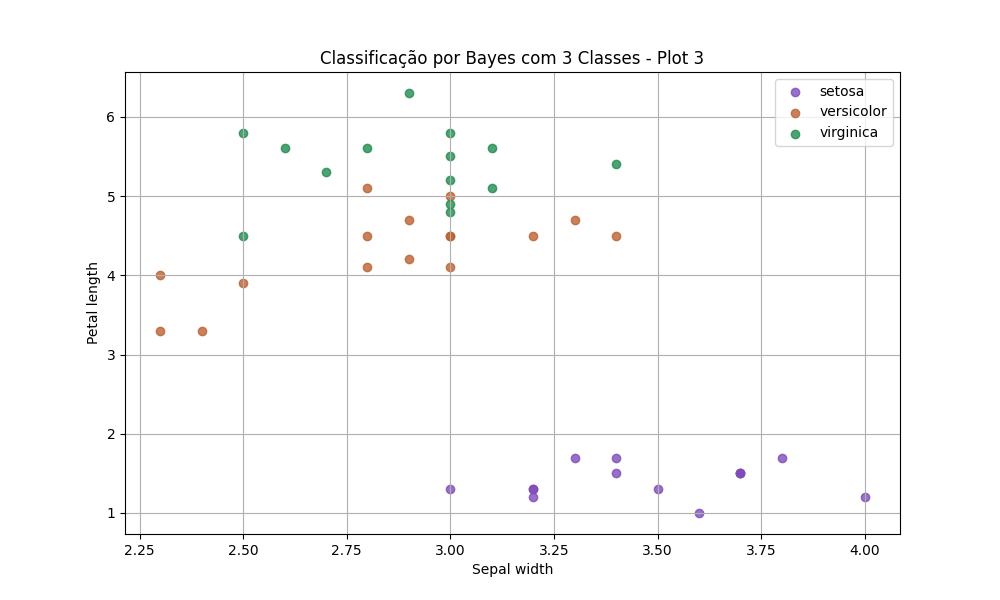 Classificação por Bayes com 3 Classes - Plot 3
setosa
versicolor
virginica
Petal length
6
5
4
3
2
1
2.25 2.50 2.75 3.00 3.25 3.50 3.75 4.00
Sepal width